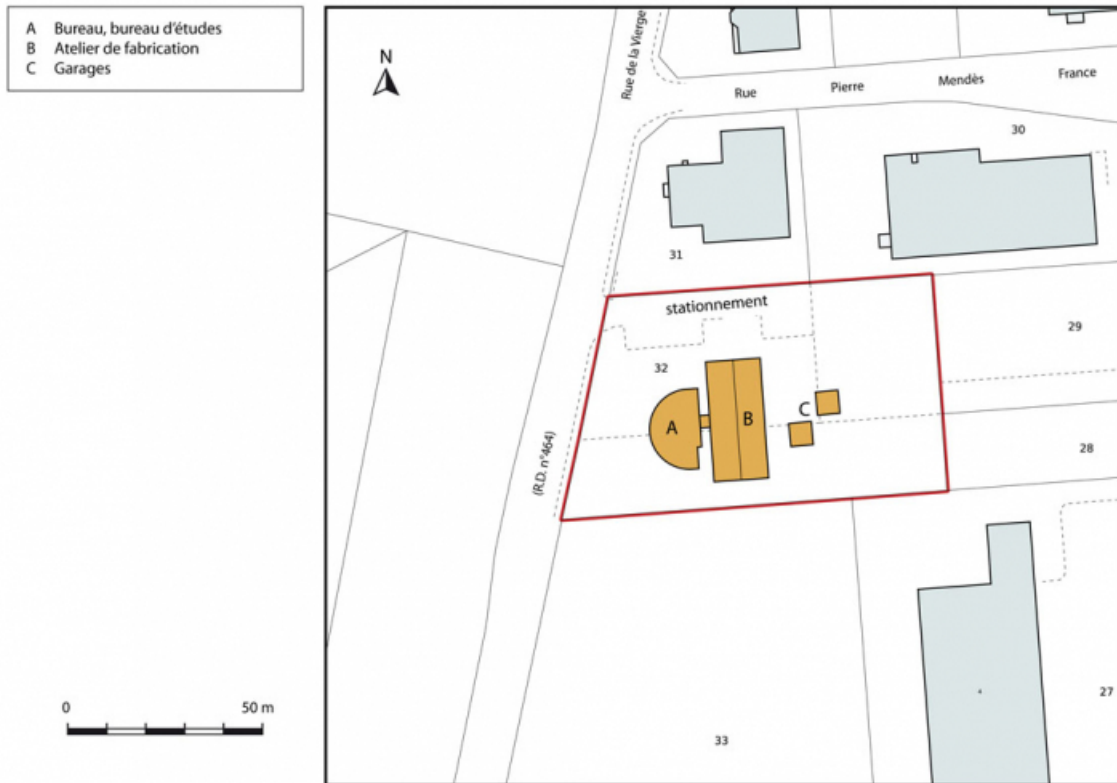 A Bureau, bureau d'études
B Atelier de fabrication
C Garages
N
Rue de la Vierge
Rue Pierre Mendès France
30
31
stationnement
29
32
C
A
B
28
(R.D. n°464)
0 50 m
4
27
33